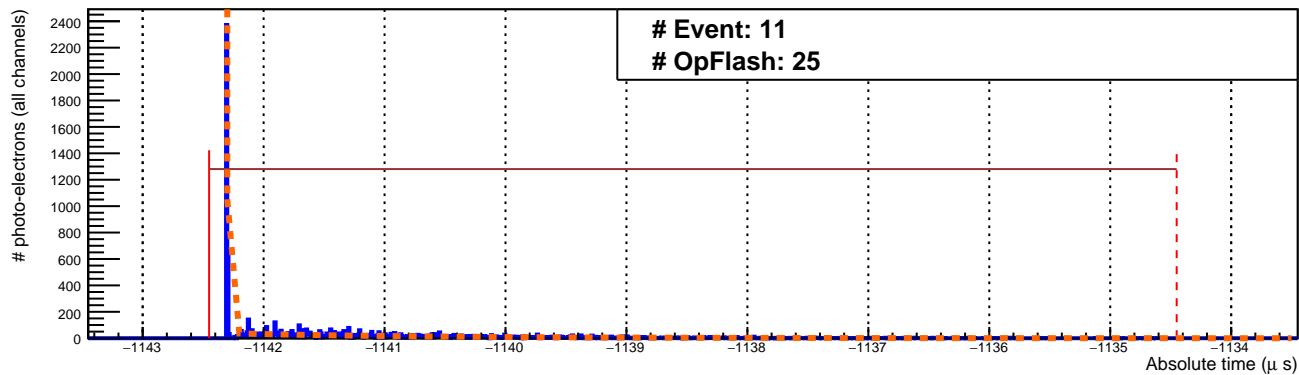 # Event: 11
# OpFlash: 25
# photo-electrons (all channels)
2400
2200
2000
1800
1600
1400
1200
1000
800
600
400
200
0
−1143 −1142 −1141 −1140 −1139 −1138 −1137 −1136 −1135 −1134
Absolute time (μ s)